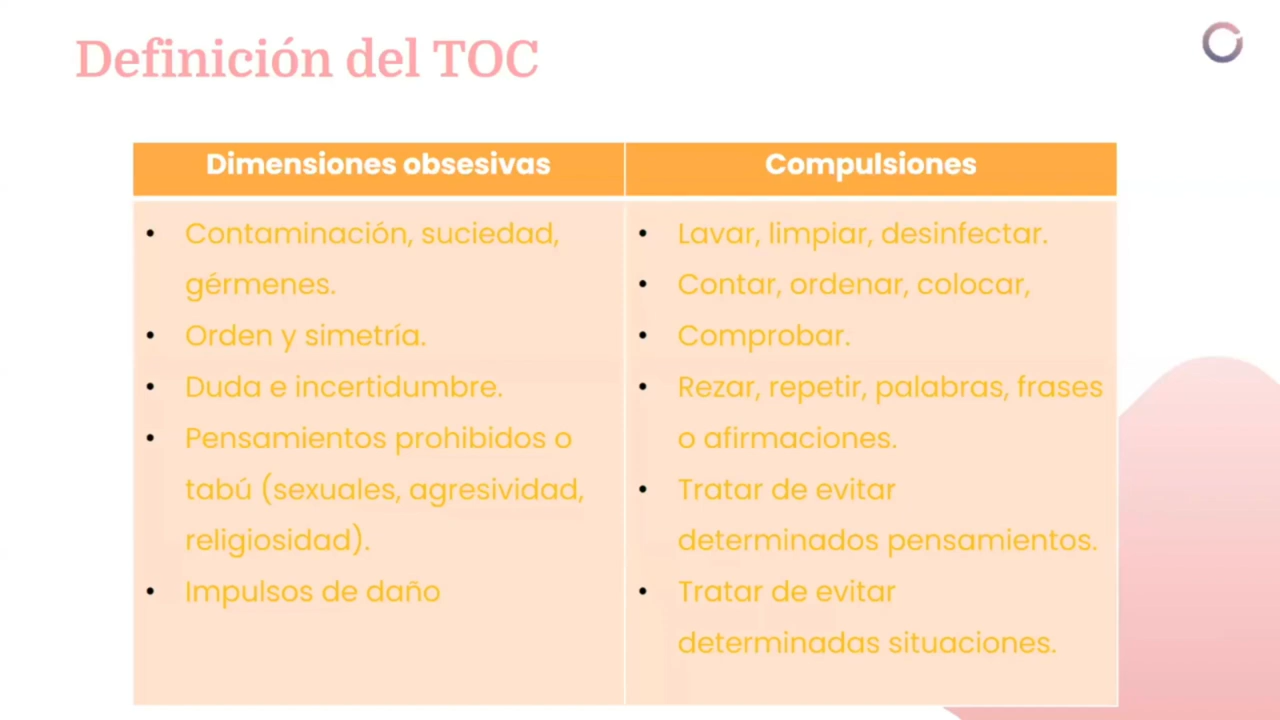 Definición del TOC
Dimensiones obsesivas
Contaminación, suciedad,
gérmenes.
Orden y simetría.
Duda e incertidumbre.
Pensamientos prohibidos o
tabú (sexuales, agresividad,
religiosidad).
Impulsos de daño
Compulsiones
Lavar, limpiar, desinfectar.
Contar, ordenar, colocar,
Comprobar.
Rezar, repetir, palabras, frases
o afirmaciones.
Tratar de evitar
determinados pensamientos.
Tratar de evitar
determinadas situaciones.